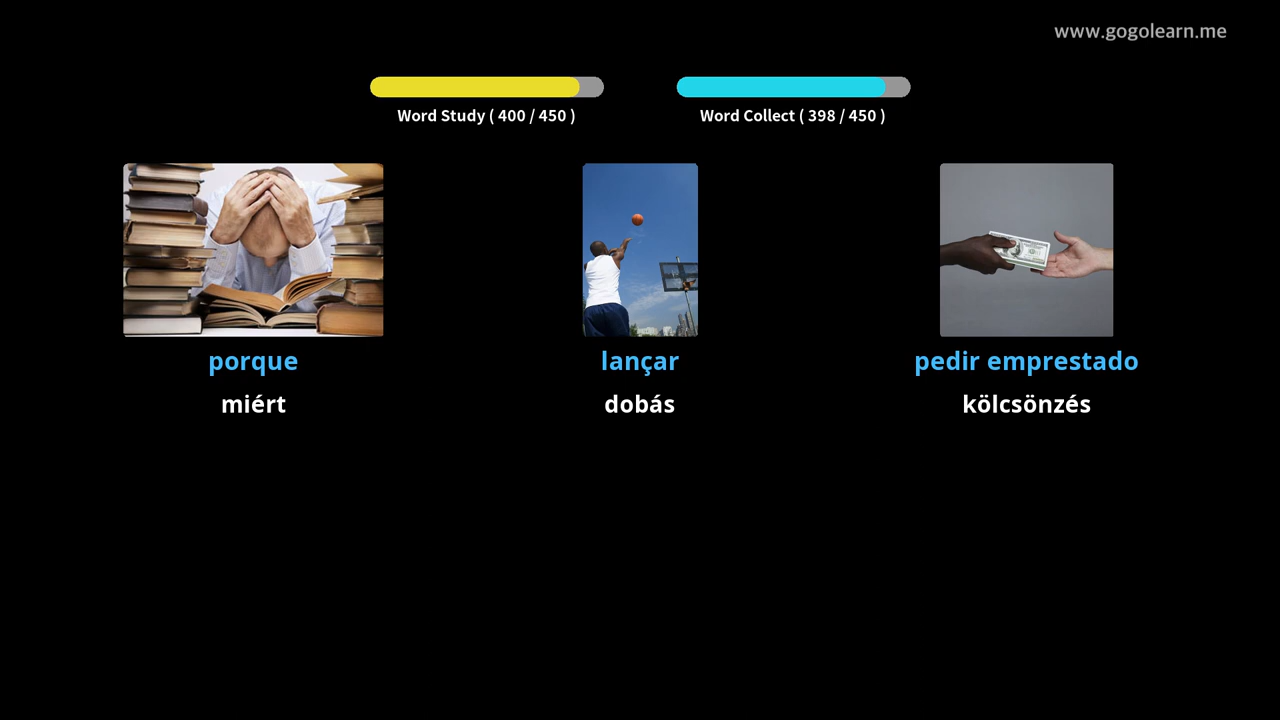 www.gogolearn.me
Word Study ( 400 / 450 )
Word Collect ( 398 / 450 )
porque
lançar
pedir emprestado
miért
dobás
kölcsönzés